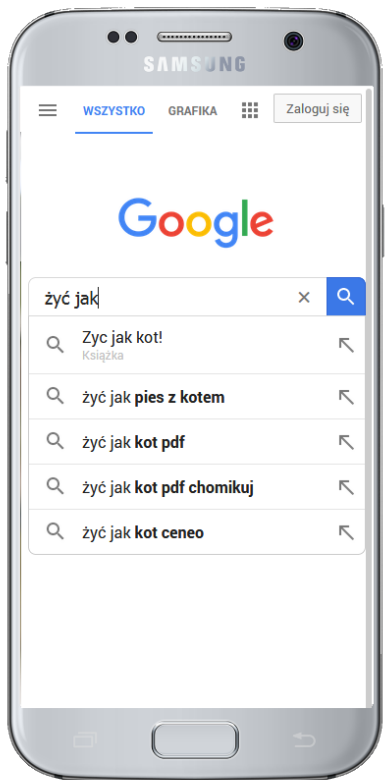 SAMSUNG
WSZYSTKO GRAFIKA Zaloguj się
Google
żyć jak
Zyc jak kot!
Książka
żyć jak pies z kotem
żyć jak kot pdf
żyć jak kot pdf chomikuj
żyć jak kot ceneo